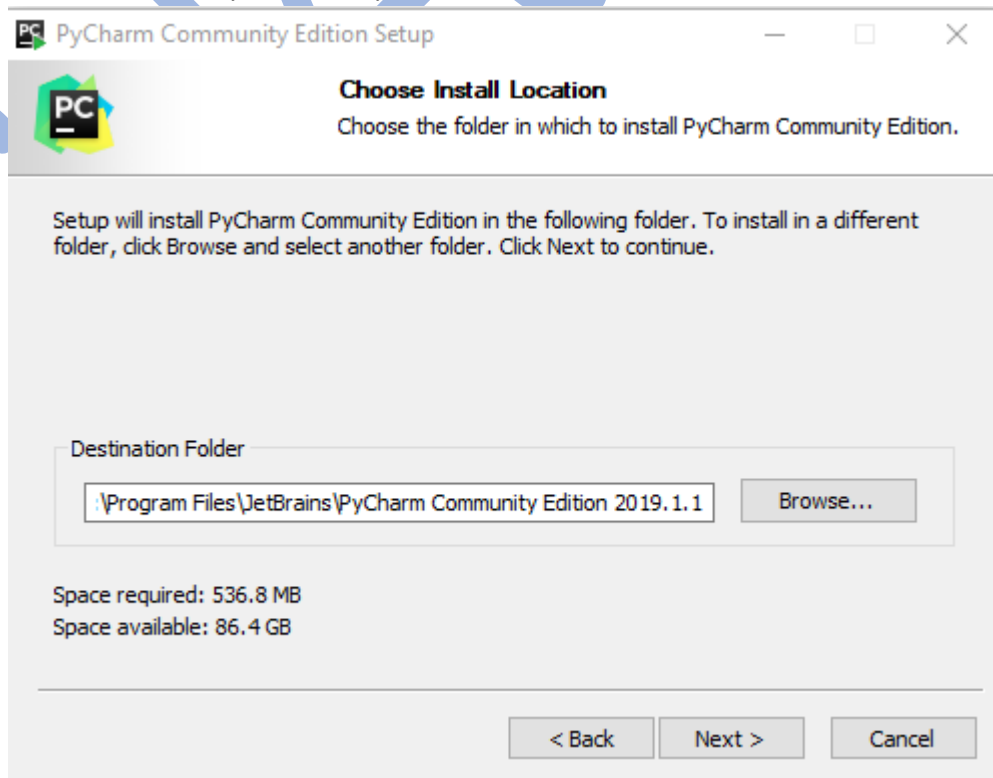 PyCharm Community Edition Setup
PC
Choose Install Location
Choose the folder in which to install PyCharm Community Edition.
Setup will install PyCharm Community Edition in the following folder. To install in a different
folder, click Browse and select another folder. Click Next to continue.
Destination Folder
:\Program Files\JetBrains\PyCharm Community Edition 2019.1.1
Browse...
Space required: 536.8 MB
Space available: 86.4 GB
< Back
Next >
Cancel